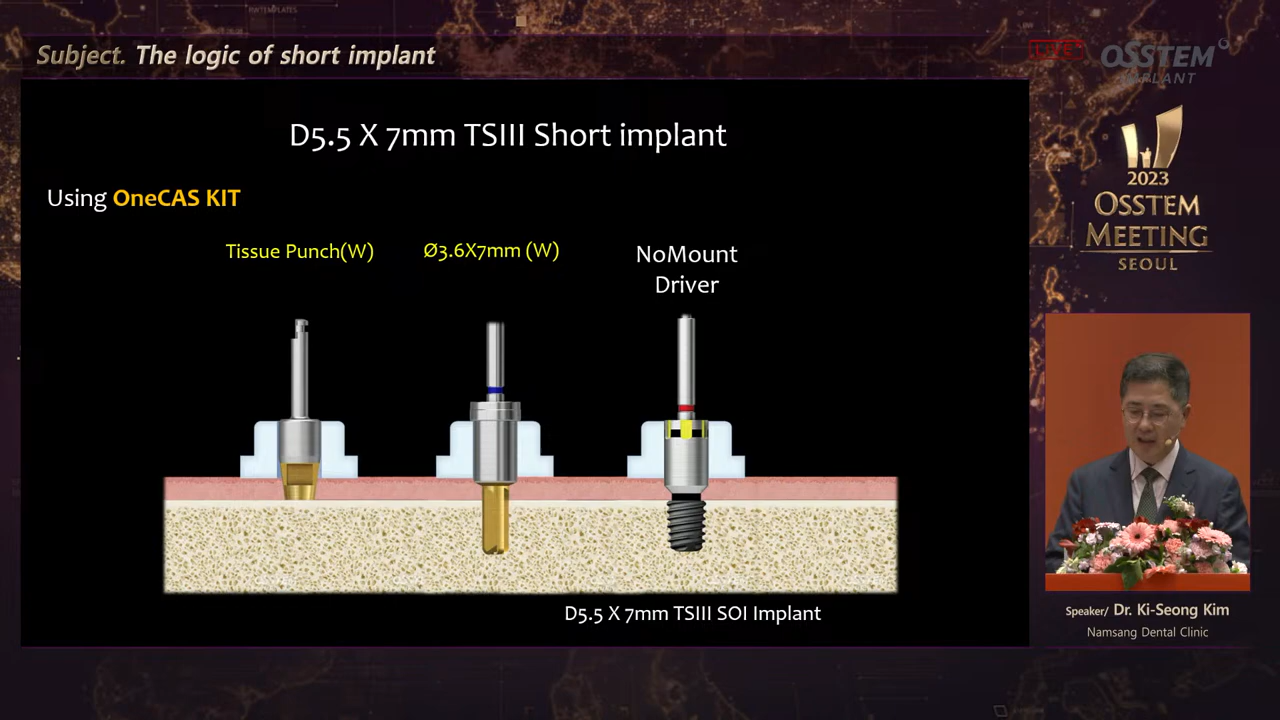 Subject. The logic of short implant
LIVE
OSSTEM
IMPLANT
D5.5 X 7mm TSIII Short implant
Using OneCAS KIT
Tissue Punch(W)
Ø3.6X7mm (W)
NoMount
Driver
D5.5 X 7mm TSIII SOI Implant
2023
OSSTEM
MEETING
SEOUL
Speaker/ Dr. Ki-Seong Kim
Namsang Dental Clinic